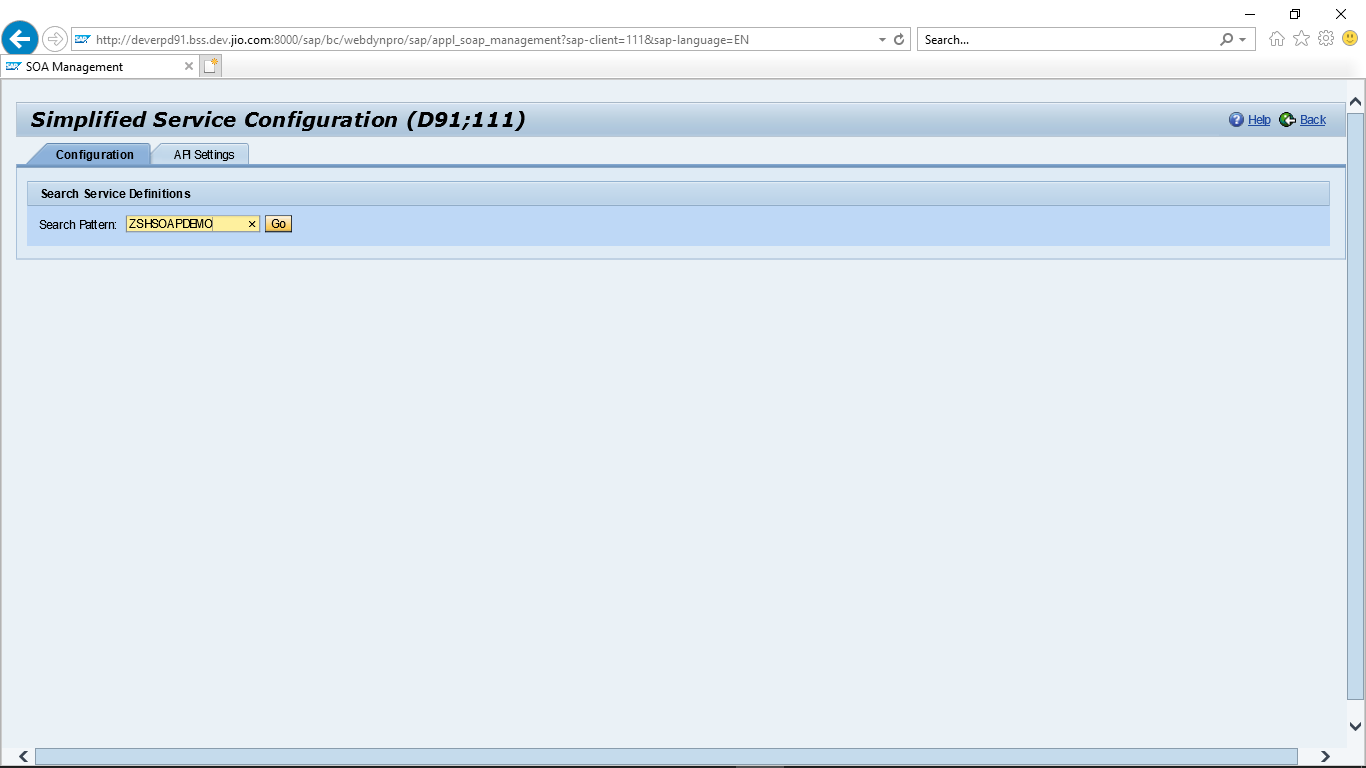 http://deverpd91.bss.dev.jio.com:8000/sap/bc/webdynpro/sap/appl_soap_management?sap-client=111&sap-language=EN
Search...
SAP SOA Management
Simplified Service Configuration (D91;111)
Help Back
Configuration API Settings
Search Service Definitions
Search Pattern: ZSHSOAPDEMO Go